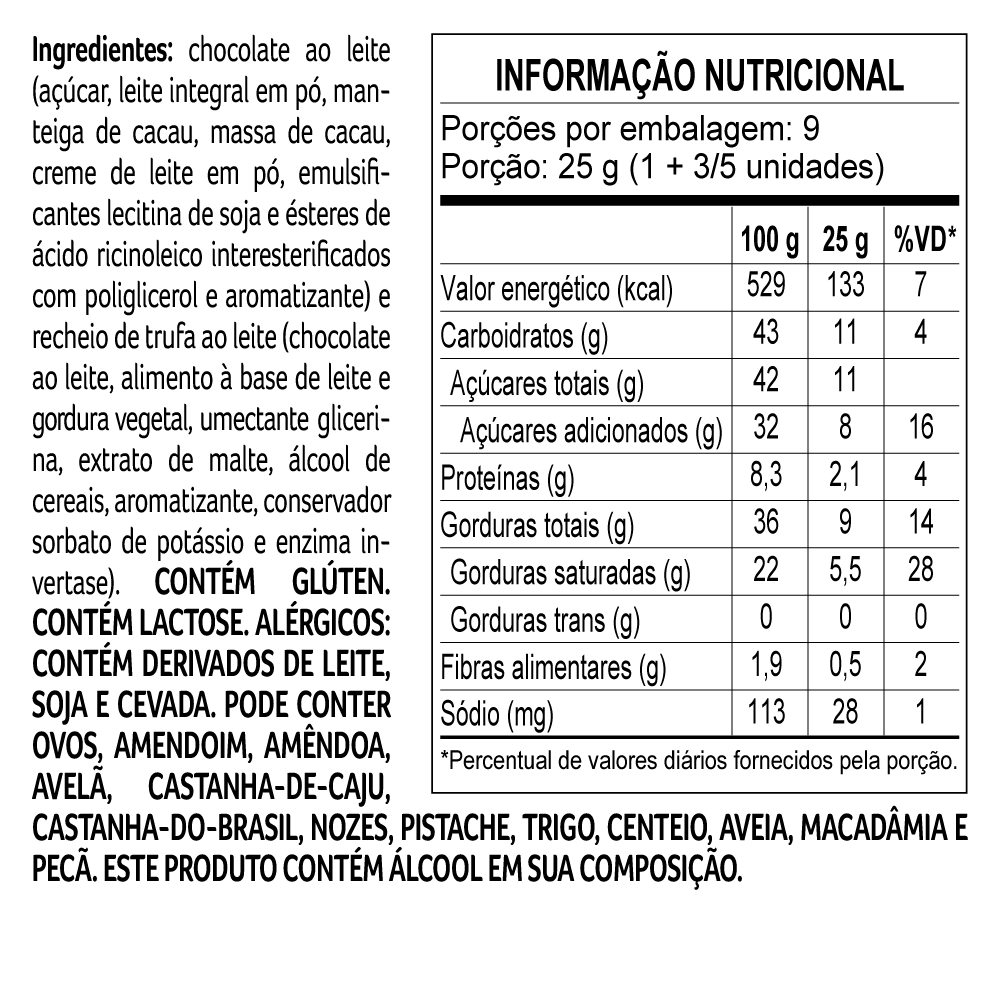 Ingredientes: chocolate ao leite
(açúcar, leite integral em pó, man-
teiga de cacau, massa de cacau,
creme de leite em pó, emulsifi-
cantes lecitina de soja e ésteres de
ácido ricinoleico interesterificados
com poliglicerol e aromatizante) e
recheio de trufa ao leite (chocolate
ao leite, alimento à base de leite e
gordura vegetal, umectante gliceri-
na, extrato de malte, álcool de
cereais, aromatizante, conservador
sorbato de potássio e enzima in-
vertase). CONTÉM GLÚTEN.
CONTÉM LACTOSE. ALÉRGICOS:
CONTÉM DERIVADOS DE LEITE,
SOJA E CEVADA. PODE CONTER
OVOS, AMENDOIM, AMÊNDOA,
AVELÃ, CASTANHA-DE-CAJU,
CASTANHA-DO-BRASIL, NOZES, PISTACHE, TRIGO, CENTEIO, AVEIA, MACADÂMIA E
PECÃ. ESTE PRODUTO CONTÉM ÁLCOOL EM SUA COMPOSIÇÃO.
INFORMAÇÃO NUTRICIONAL
Porções por embalagem: 9
Porção: 25 g (1 + 3/5 unidades)
100 g 25 g %VD*
Valor energético (kcal) 529 133 7
Carboidratos (g) 43 11 4
Açúcares totais (g) 42 11
Açúcares adicionados (g) 32 8 16
Proteínas (g) 8,3 2,1 4
Gorduras totais (g) 36 9 14
Gorduras saturadas (g) 22 5,5 28
Gorduras trans (g) 0 0 0
Fibras alimentares (g) 1,9 0,5 2
Sódio (mg) 113 28 1
*Percentual de valores diários fornecidos pela porção.